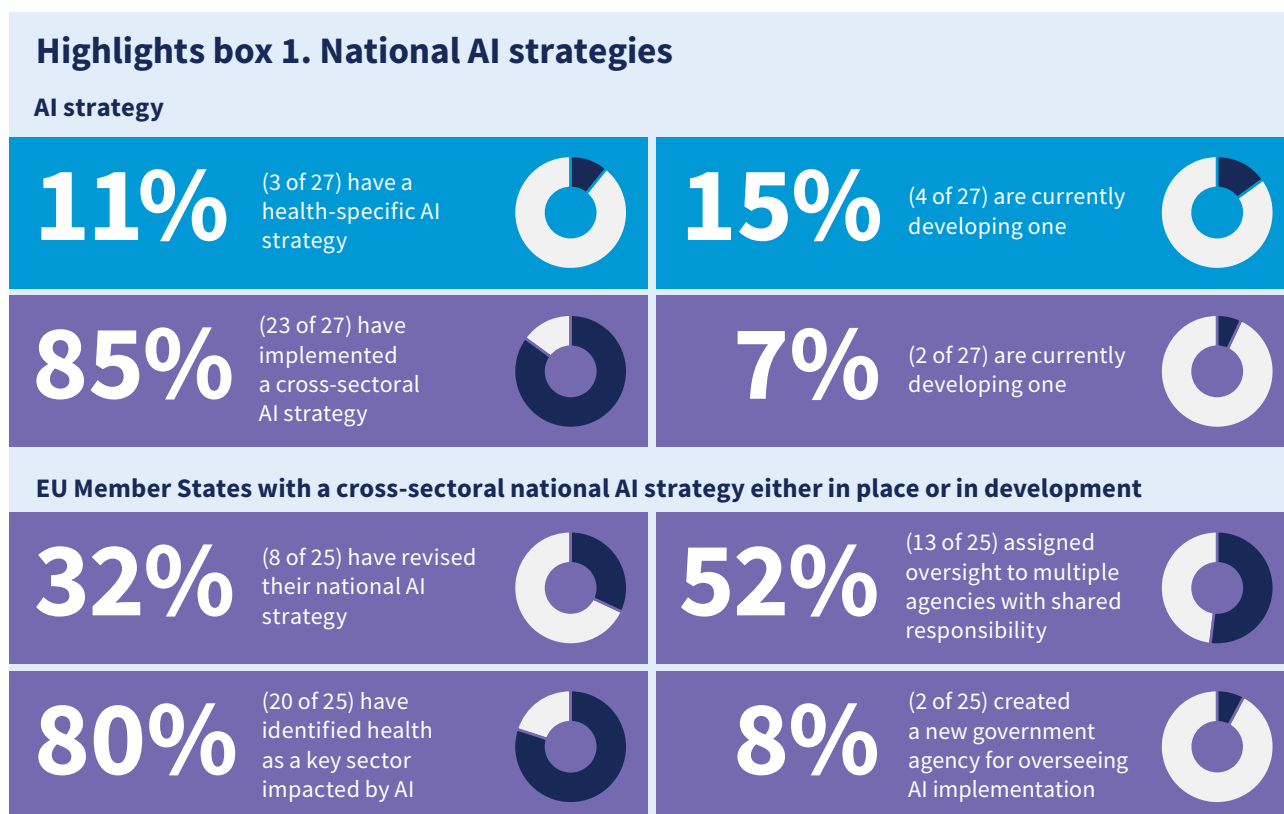 Highlights box 1. National AI strategies
AI strategy
11%
(3 of 27) have a
health-specific AI
strategy
15%
(4 of 27) are currently
developing one
85%
(23 of 27) have
implemented
a cross-sectoral
AI strategy
7%
(2 of 27) are currently
developing one
EU Member States with a cross-sectoral national AI strategy either in place or in development
32%
(8 of 25) have revised
their national AI
strategy
52%
(13 of 25) assigned
oversight to multiple
agencies with shared
responsibility
80%
(20 of 25) have
identified health
as a key sector
impacted by AI
8%
(2 of 25) created
a new government
agency for overseeing
AI implementation